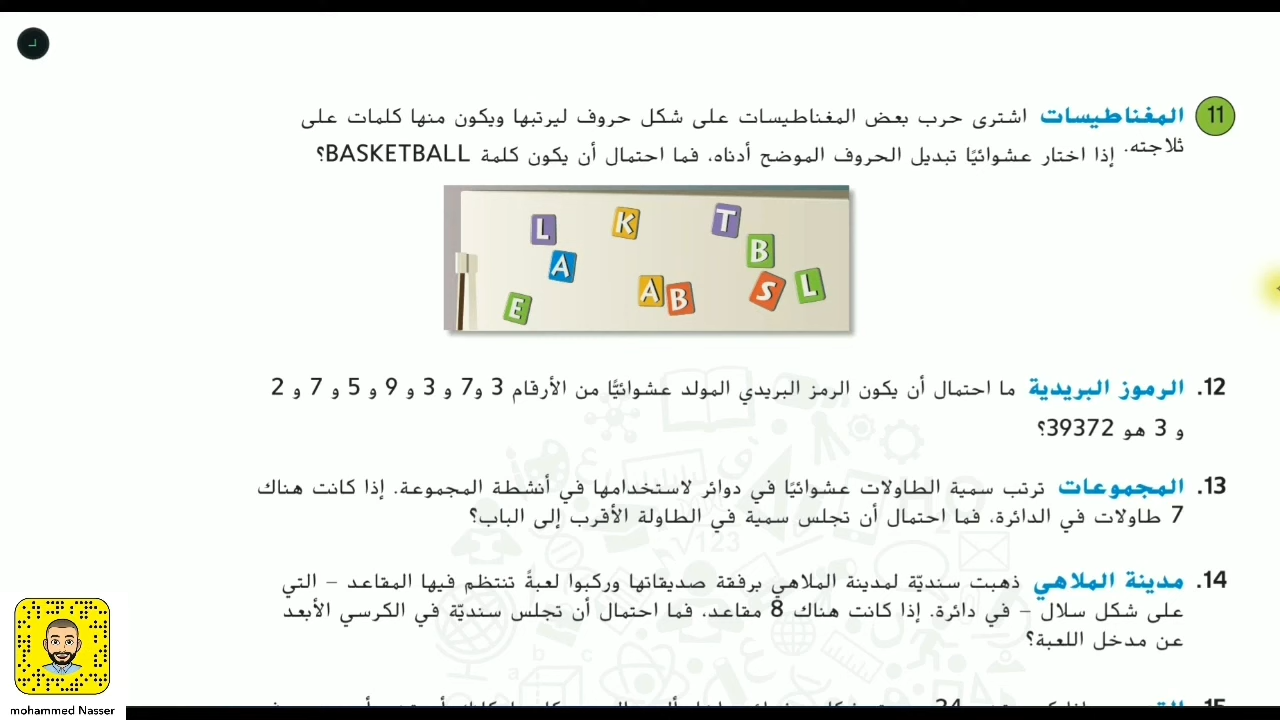 11 المغناطيسات اشترى حرب بعض المغناطيسات على شكل حروف ليرتبها ويكون منها كلمات على
ثلاجته. إذا اختار عشوائيًا تبديل الحروف الموضح أدناه، فما احتمال أن يكون كلمة BASKETBALL؟
L K T
B
A
A B S L
E
12. الرموز البريدية ما احتمال أن يكون الرمز البريدي المولد عشوائيًّا من الأرقام 3 و7 و 3 و 9 و 5 و 7 و 2
و 3 هو 39372؟
13. المجموعات ترتب سمية الطاولات عشوائيًا في دوائر لاستخدامها في أنشطة المجموعة. إذا كانت هناك
7 طاولات في الدائرة، فما احتمال أن تجلس سمية في الطاولة الأقرب إلى الباب؟
14. مدينة الملاهي ذهبت سنديّة لمدينة الملاهي برفقة صديقاتها وركبوا لعبةً تنتظم فيها المقاعد – التي
على شكل سلال – في دائرة. إذا كانت هناك 8 مقاعد، فما احتمال أن تجلس سنديّة في الكرسي الأبعد
عن مدخل اللعبة؟
mohammed Nasser